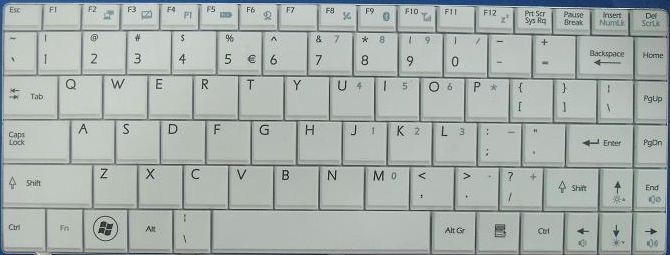 Esc F1 F2 F3 F4 P1 F5 F6 F7 F8 F9 F10 F11 F12 zz Prt Scr Sys Rq Pause Break Insert NumLk Del ScrLk
~ ` ! 1 @ 2 # 3 $ 4 % 5 € ^ 6 & 7 7 * 8 8 ( 9 9 ) / 0 _ - + = Backspace Home
Tab Q W E R T Y U 4 I 5 O 6 P * { [ } ] ¦ \ PgUp
Caps Lock A S D F G H J 1 K 2 L 3 : - ; " . Enter PgDn
Shift Z X C V B N M 0 < , > . . ? + / Shift End
Ctrl Fn Alt ¦ \ Alt Gr Ctrl